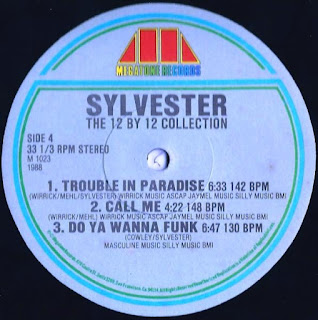 MEGATONE RECORDS
SYLVESTER
THE 12 BY 12 COLLECTION
SIDE 4
33 1/3 RPM STEREO
M 1023
1988
1. TROUBLE IN PARADISE 6:33 142 BPM
(WIRRICK/MEHL/SYLVESTER) WIRRICK MUSIC ASCAP JAYMEL MUSIC SILLY MUSIC BMI
2. CALL ME 4:22 148 BPM
(WIRRICK/MEHL) WIRRICK MUSIC ASCAP JAYMEL MUSIC SILLY MUSIC BMI
3. DO YA WANNA FUNK 6:47 130 BPM
(COWLEY/SYLVESTER)
MASCULINE MUSIC SILLY MUSIC BMI